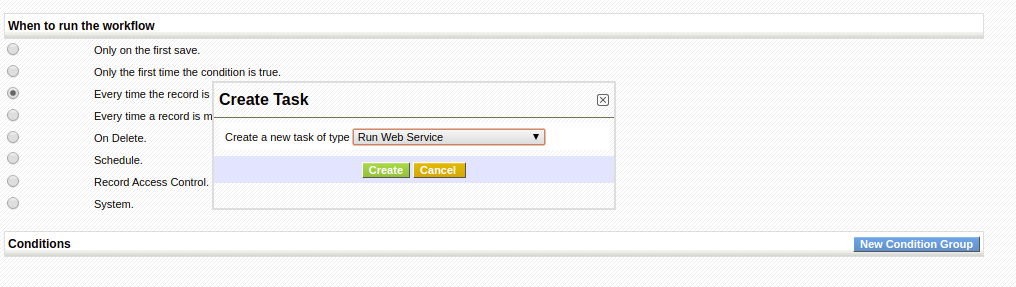 When to run the workflow
Only on the first save.
Only the first time the condition is true.
Every time the record is
Every time a record is m
On Delete.
Schedule.
Record Access Control.
System.
Create Task
Create a new task of type Run Web Service
Create Cancel
Conditions New Condition Group